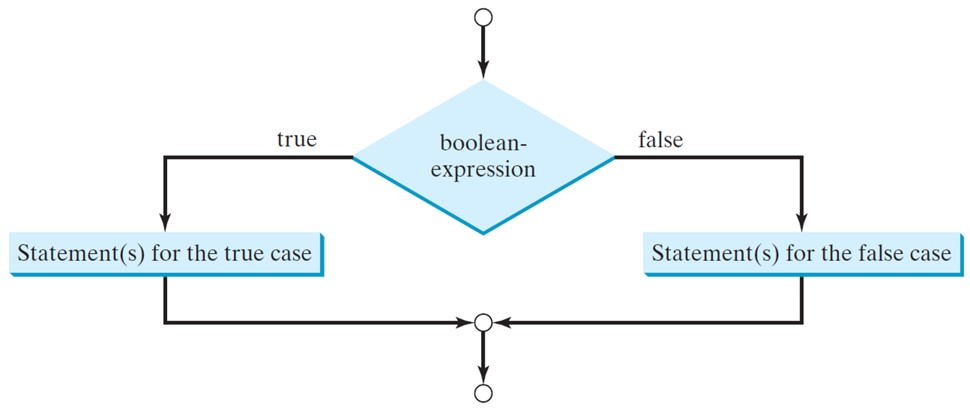 true
boolean-
expression
false
Statement(s) for the true case
Statement(s) for the false case